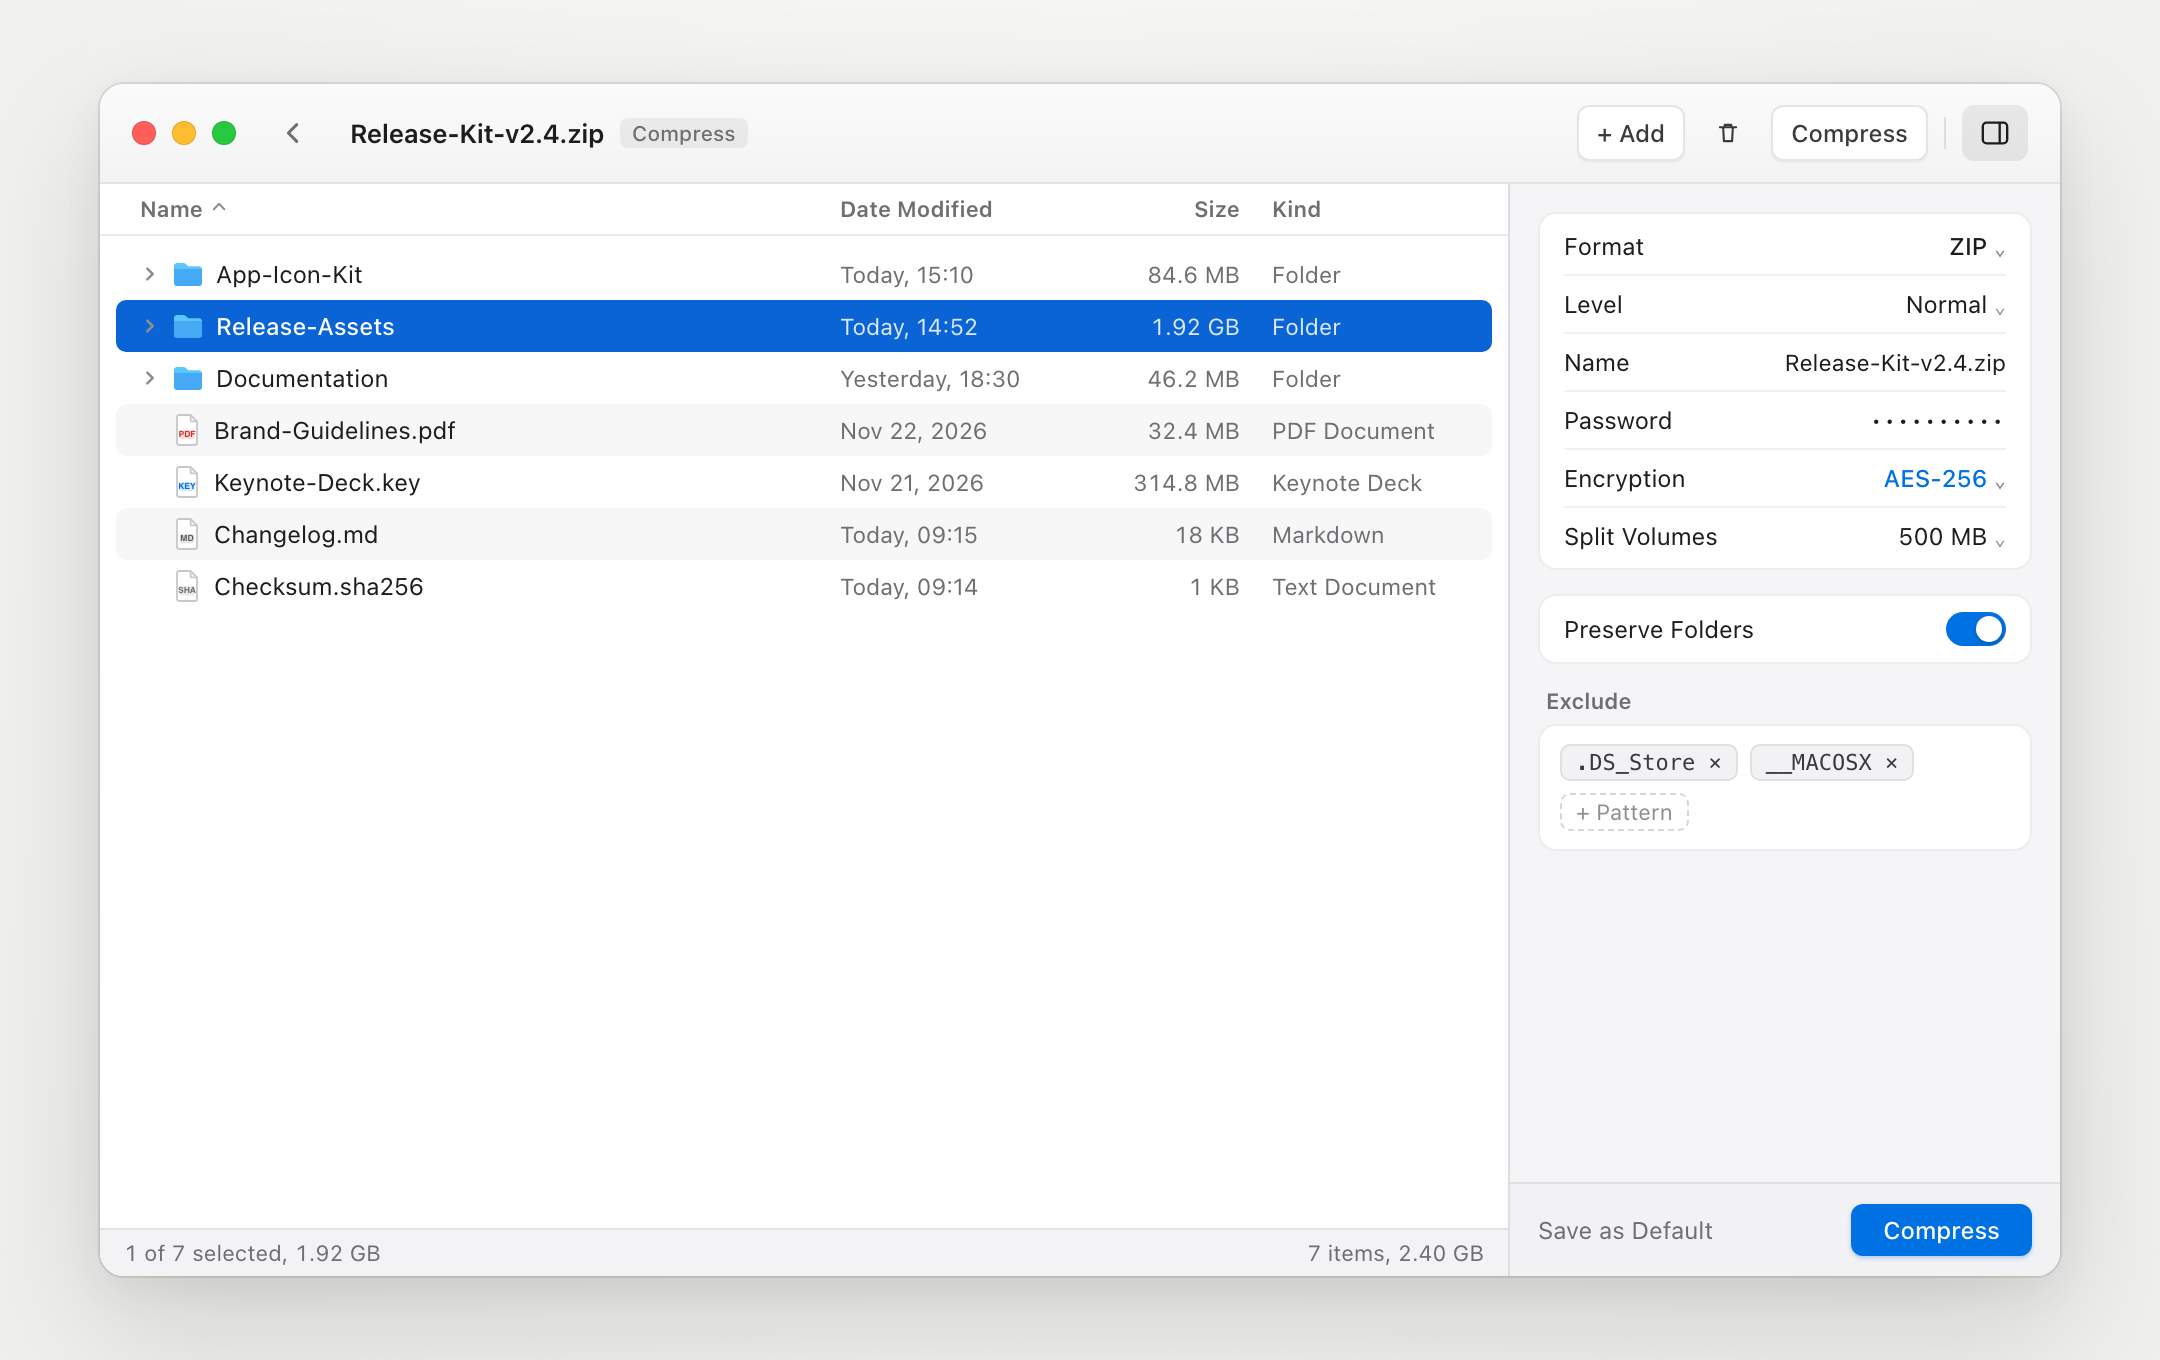 Release-Kit-v2.4.zip Compress + Add Compress
Name Date Modified Size Kind
App-Icon-Kit Today, 15:10 84.6 MB Folder
Release-Assets Today, 14:52 1.92 GB Folder
Documentation Yesterday, 18:30 46.2 MB Folder
PDF Brand-Guidelines.pdf Nov 22, 2026 32.4 MB PDF Document
KEY Keynote-Deck.key Nov 21, 2026 314.8 MB Keynote Deck
MD Changelog.md Today, 09:15 18 KB Markdown
SHA Checksum.sha256 Today, 09:14 1 KB Text Document
1 of 7 selected, 1.92 GB 7 items, 2.40 GB
Format ZIP
Level Normal
Name Release-Kit-v2.4.zip
Password ··········
Encryption AES-256
Split Volumes 500 MB
Preserve Folders
Exclude
.DS_Store × __MACOSX ×
+ Pattern
Save as Default Compress